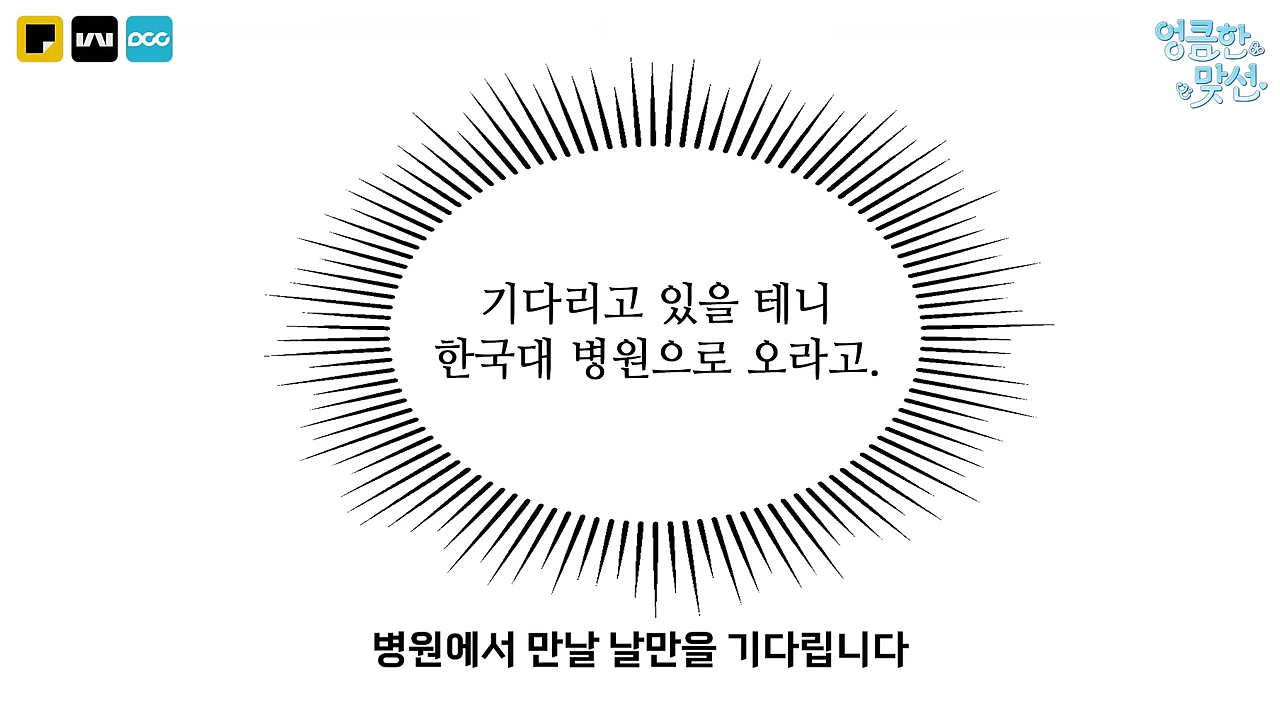 엉큼한
맞선
기다리고 있을 테니
한국대 병원으로 오라고.
병원에서 만날 날만을 기다립니다